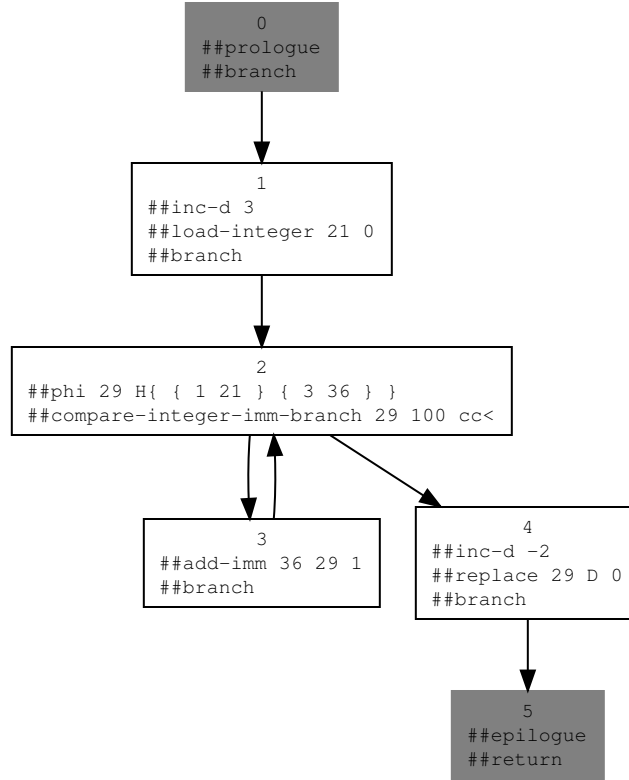 0
##prologue
##branch
1
##inc-d 3
##load-integer 21 0
##branch
2
##phi 29 H{ { 1 21 } { 3 36 } }
##compare-integer-imm-branch 29 100 cc<
3
##add-imm 36 29 1
##branch
4
##inc-d -2
##replace 29 D 0
##branch
5
##epilogue
##return